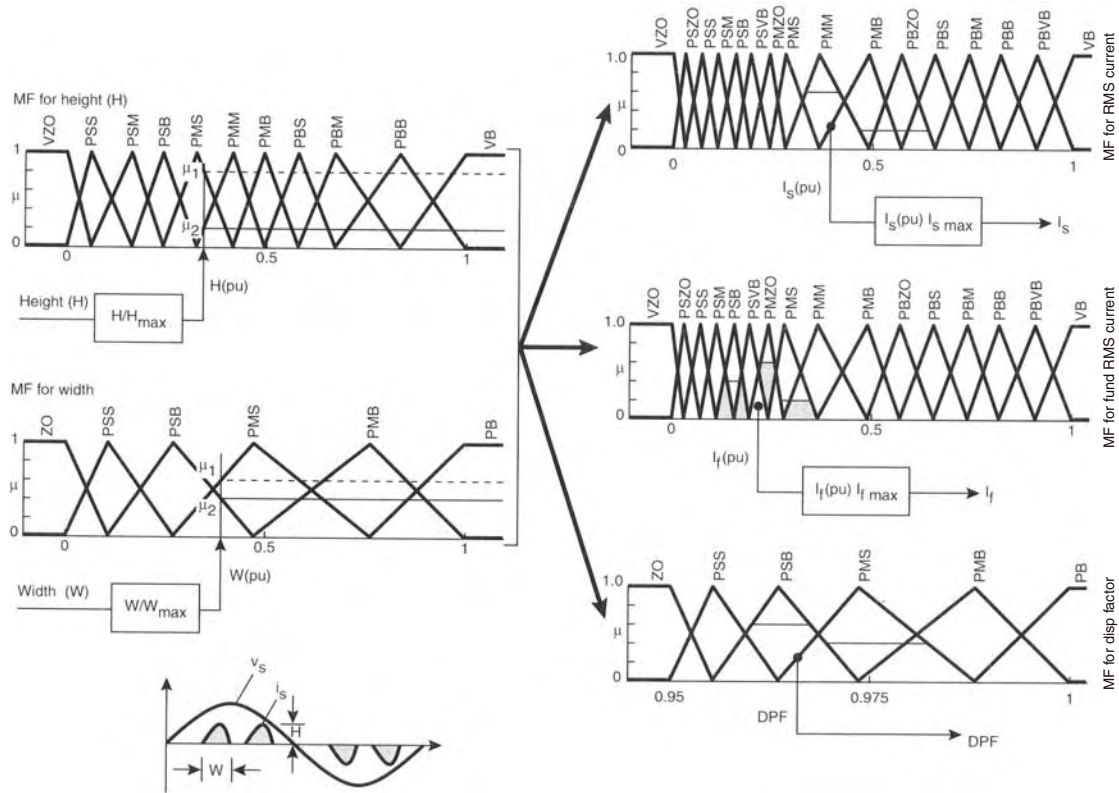 MF for height (H)
VZO PSS PSM PSB PMS PMM PMB PBS PBM PBB VB
1
μ
0
μ1
μ2
0 0.5 1
H(pu)
Height (H)
H/Hmax
MF for width
ZO PSS PSB PMS PMB PB
1
μ
0
μ1
μ2
0 0.5 1
W(pu)
Width (W)
W/Wmax
vs
is
H
W
VZO PSZO PSS PSM PSB PSVB PMZO PMS PMM PMB PBZO PBS PBM PBB PBVB VB
1.0
μ
0
0 0.5 1
Is(pu)
Is(pu) Is max
Is
MF for RMS current
VZO PSZO PSS PSM PSB PSVB PMZO PMS PMM PMB PBZO PBS PBM PBB PBVB VB
1.0
μ
0
0 0.5 1
If(pu)
If(pu) If max
If
MF for fund RMS current
ZO PSS PSB PMS PMB PB
1.0
μ
0
0.95 0.975 1
DPF
DPF
MF for disp factor